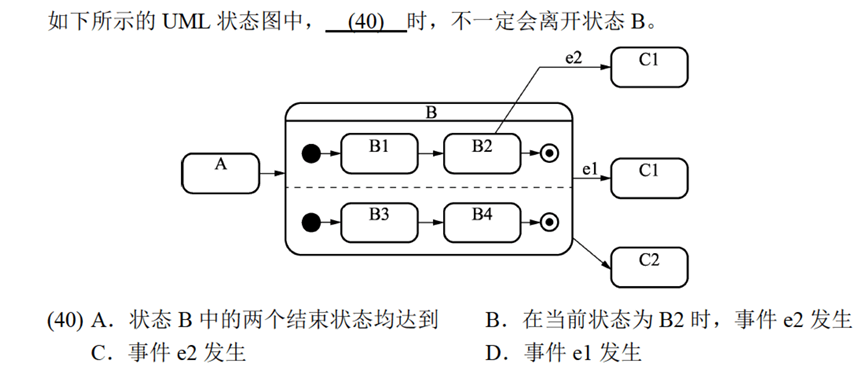 如下所示的 UML 状态图中，(40)时，不一定会离开状态 B。
e2
C1
B
B1
B2
A
e1
C1
B3
B4
C2
(40) A．状态 B 中的两个结束状态均达到 B．在当前状态为 B2 时，事件 e2 发生
C．事件 e2 发生 D．事件 e1 发生